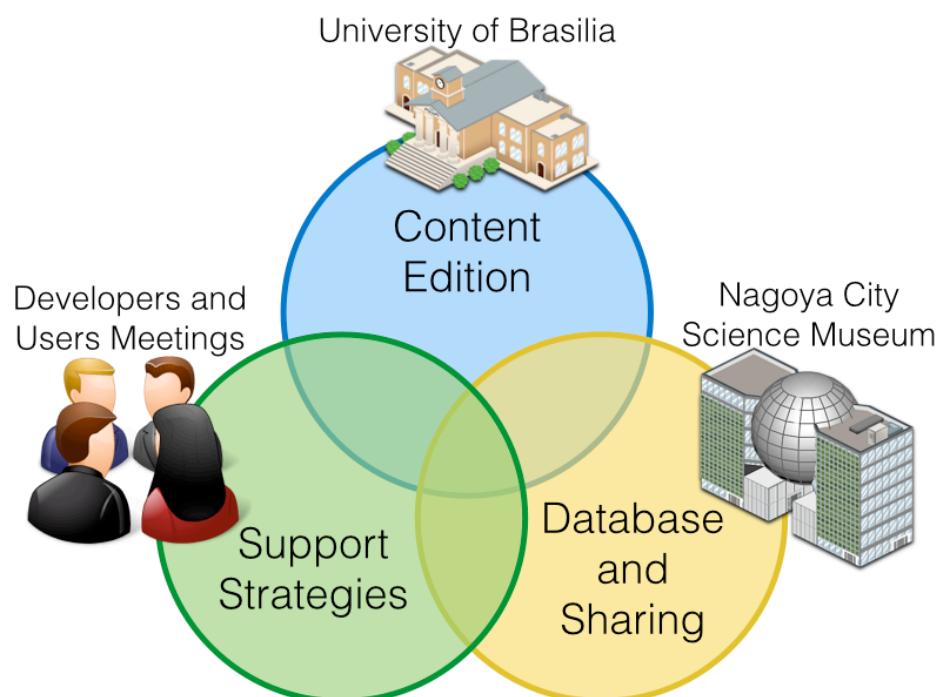 University of Brasilia
Content
Edition
Developers and
Users Meetings
Nagoya City
Science Museum
Support
Strategies
Database
and
Sharing